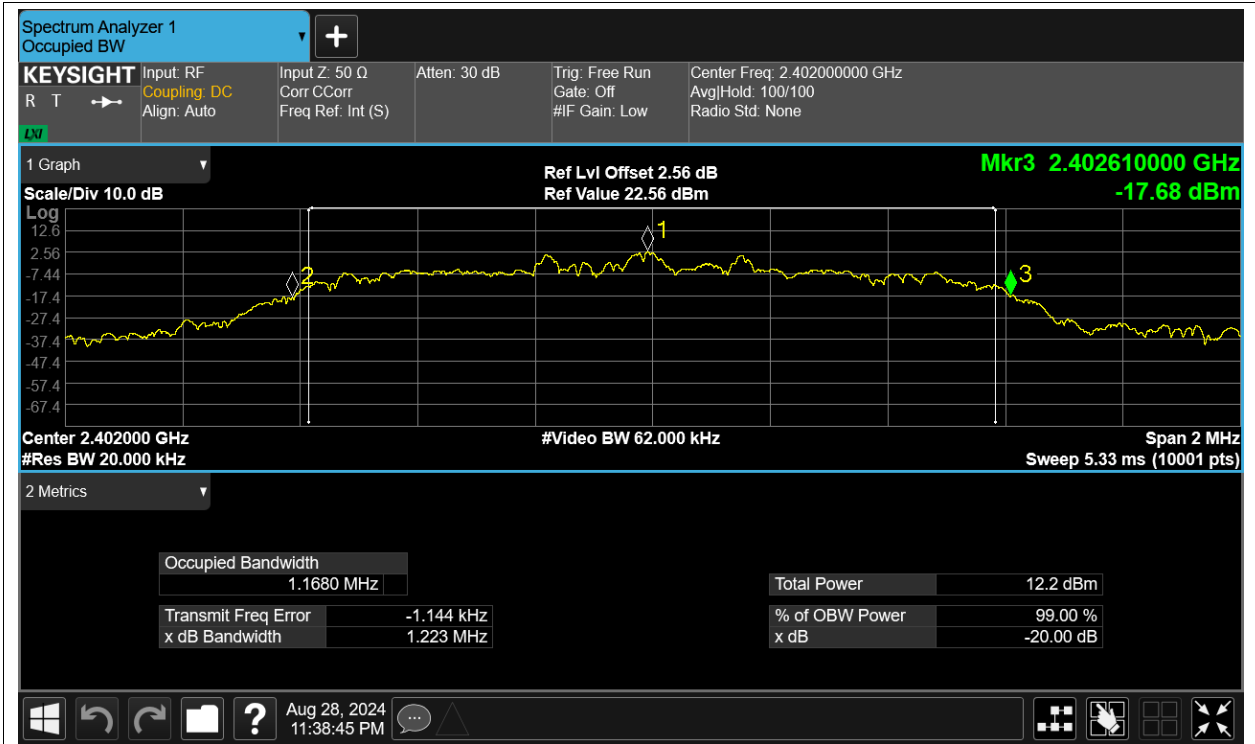 Spectrum Analyzer 1
Occupied BW
KEYSIGHT
R T
LXI
Input: RF
Coupling: DC
Align: Auto
Input Z: 50 Ω
Corr CCorr
Freq Ref: Int (S)
Atten: 30 dB
Trig: Free Run
Gate: Off
#IF Gain: Low
Center Freq: 2.402000000 GHz
Avg|Hold: 100/100
Radio Std: None
1 Graph
Scale/Div 10.0 dB
Ref Lvl Offset 2.56 dB
Ref Value 22.56 dBm
Mkr3 2.402610000 GHz
-17.68 dBm
Log
12.6
2.56
-7.44
-17.4
-27.4
-37.4
-47.4
-57.4
-67.4
1
2
3
Center 2.402000 GHz
#Res BW 20.000 kHz
#Video BW 62.000 kHz
Span 2 MHz
Sweep 5.33 ms (10001 pts)
2 Metrics
Occupied Bandwidth
1.1680 MHz
Transmit Freq Error -1.144 kHz
x dB Bandwidth 1.223 MHz
Total Power 12.2 dBm
% of OBW Power 99.00 %
x dB -20.00 dB
?
Aug 28, 2024
11:38:45 PM